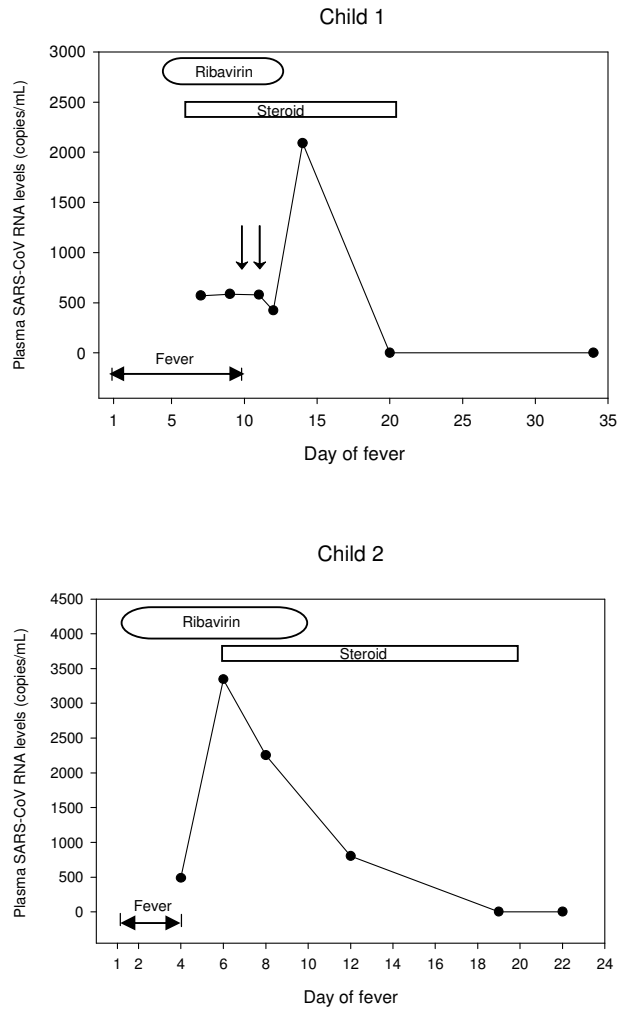 Child 1
Plasma SARS-CoV RNA levels (copies/mL)
3000
2500
2000
1500
1000
500
0
Ribavirin
Steroid
Fever
1 5 10 15 20 25 30 35
Day of fever
Child 2
Plasma SARS-CoV RNA levels (copies/mL)
4500
4000
3500
3000
2500
2000
1500
1000
500
0
Ribavirin
Steroid
Fever
1 2 4 6 8 10 12 14 16 18 20 22 24
Day of fever